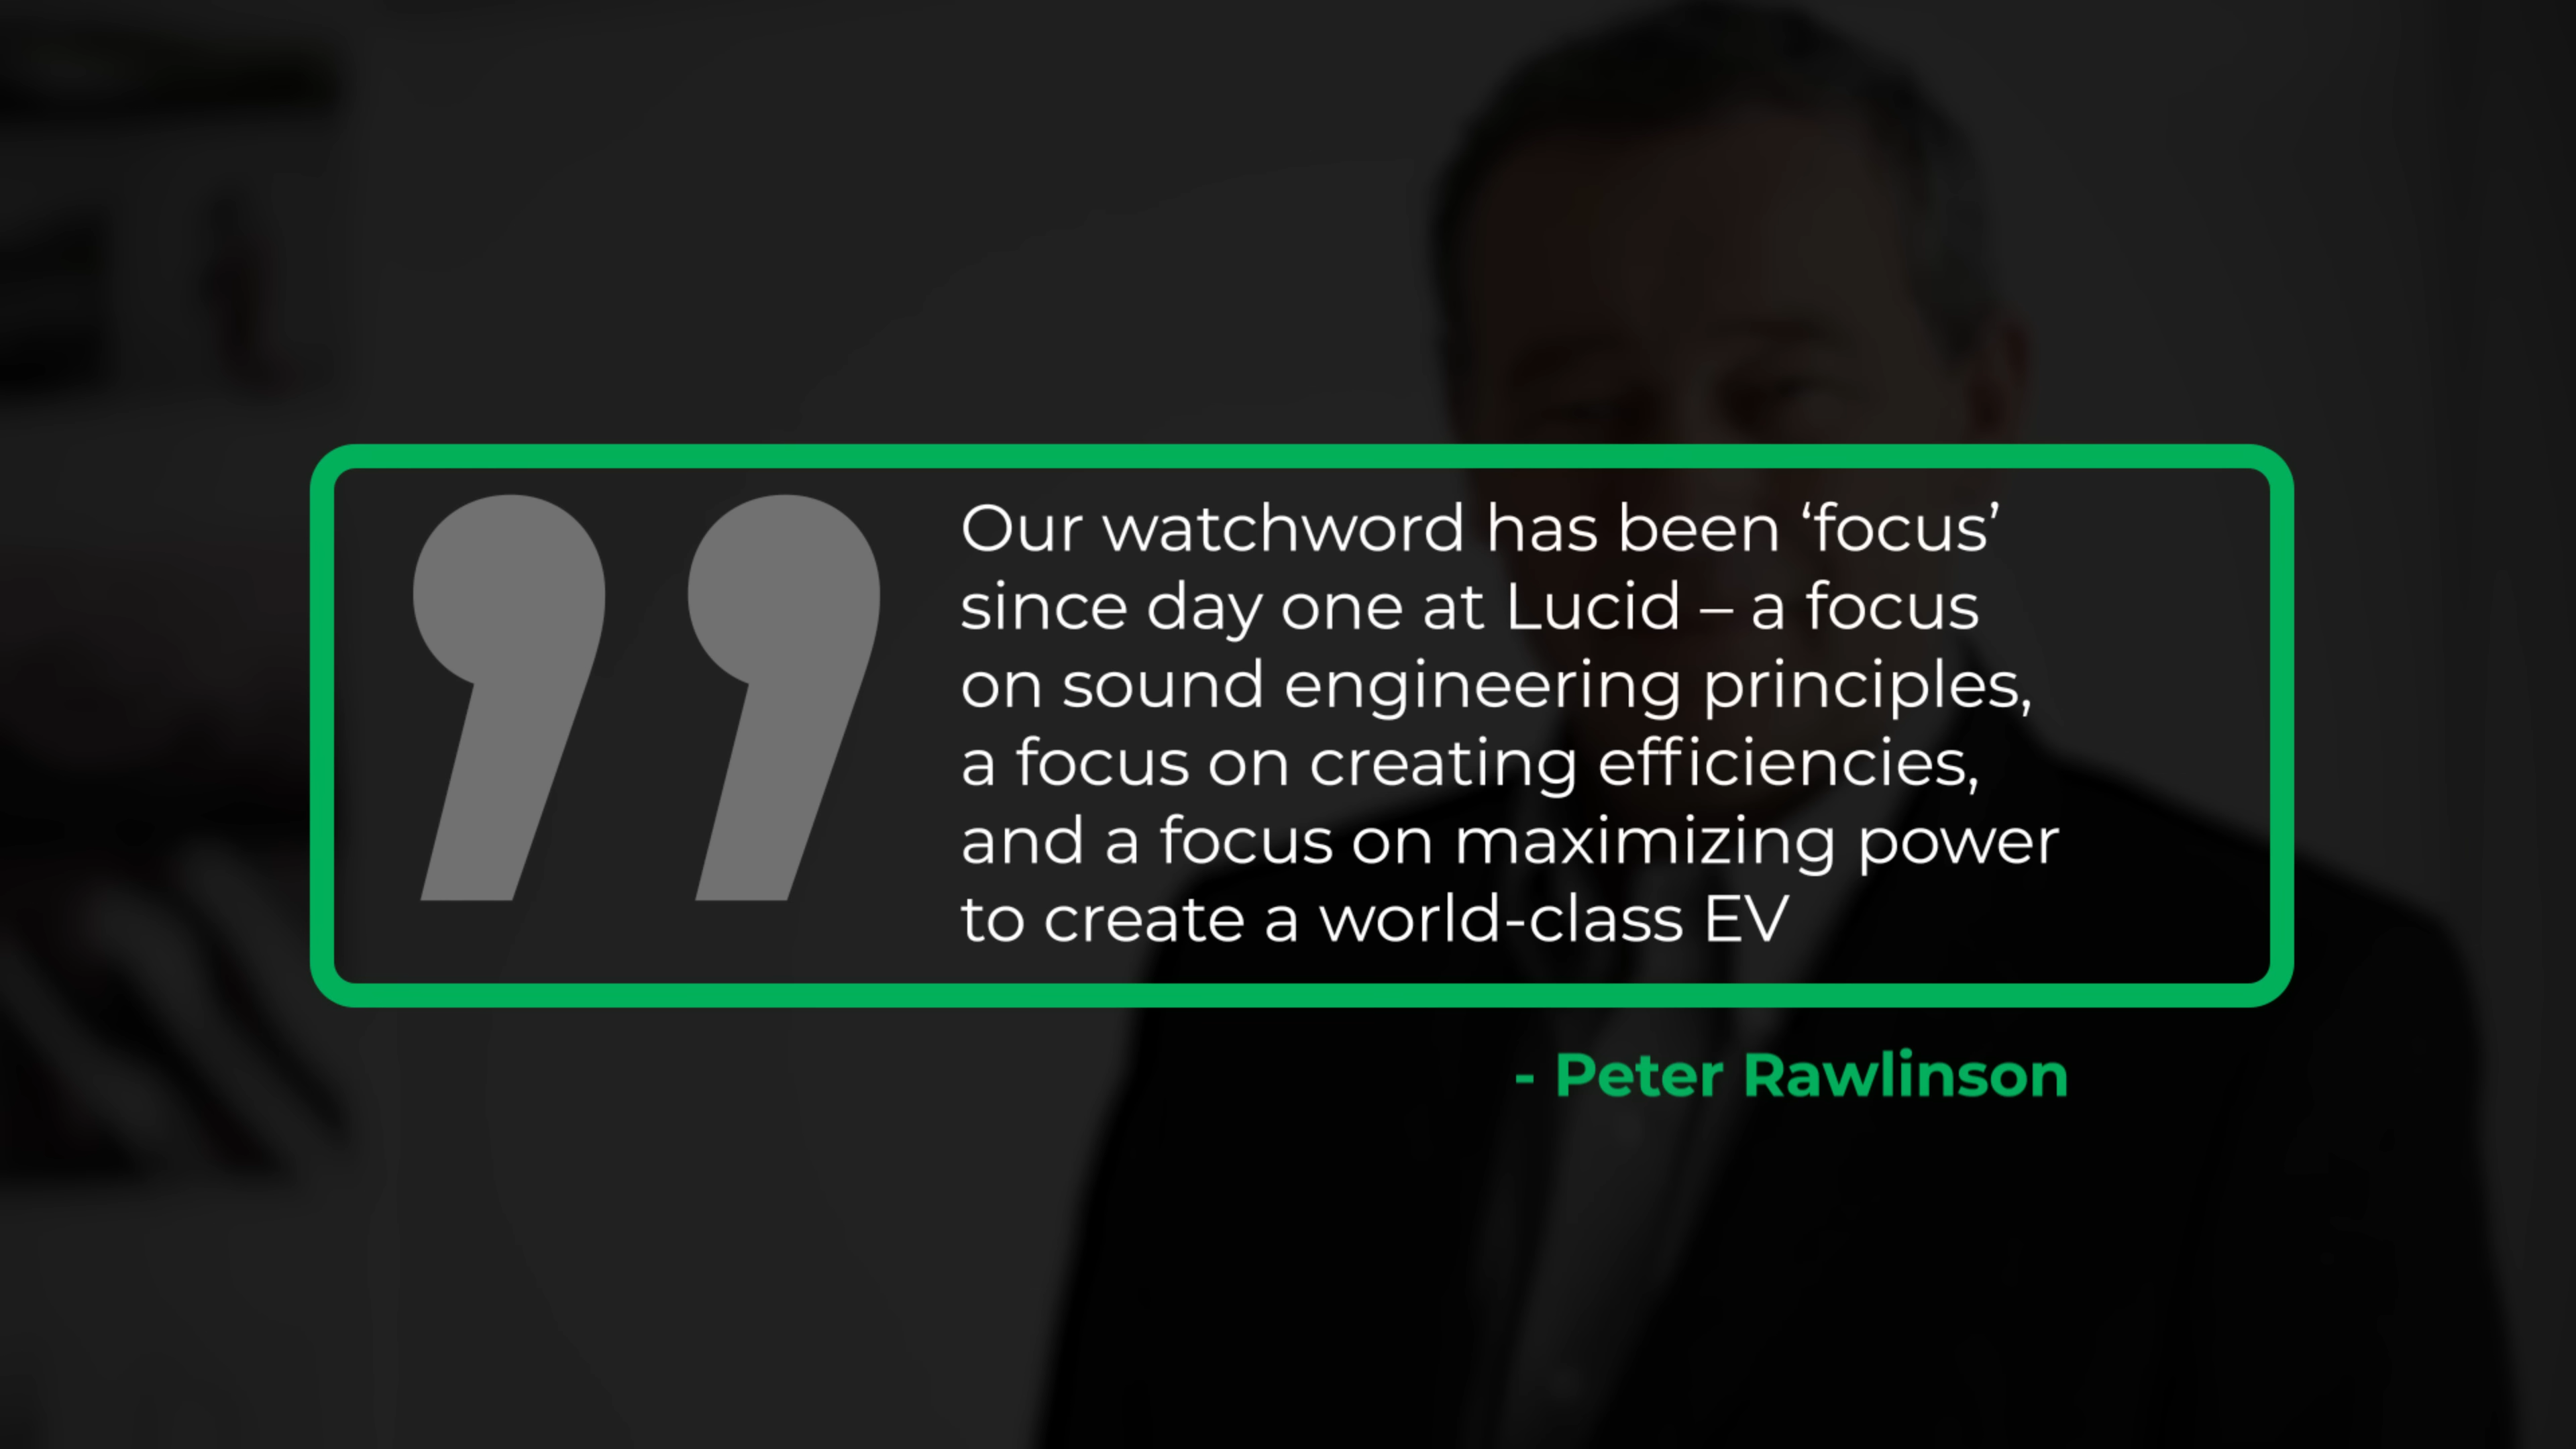 Our watchword has been ‘focus’
since day one at Lucid – a focus
on sound engineering principles,
a focus on creating efficiencies,
and a focus on maximizing power
to create a world-class EV
- Peter Rawlinson